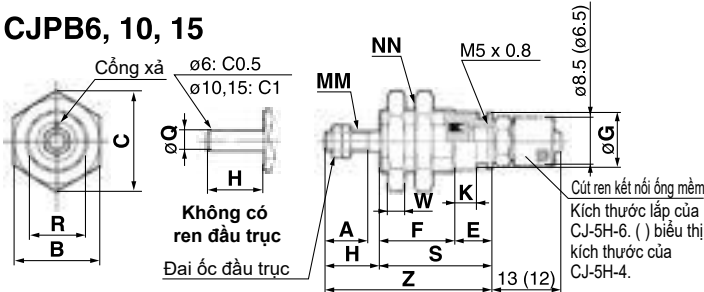 CJPB6, 10, 15
Cổng xả
ø6: C0.5
ø10,15: C1
NN
M5 x 0.8
ø8.5 (ø6.5)
MM
C
øQ
øG
H
W
K
R
B
Không có
ren đầu trục
A
F
E
Đai ốc đầu trục
H
S
Z
13 (12)
Cút ren kết nối ống mềm
Kích thước lắp của
CJ-5H-6. ( ) biểu thị
kích thước của
CJ-5H-4.